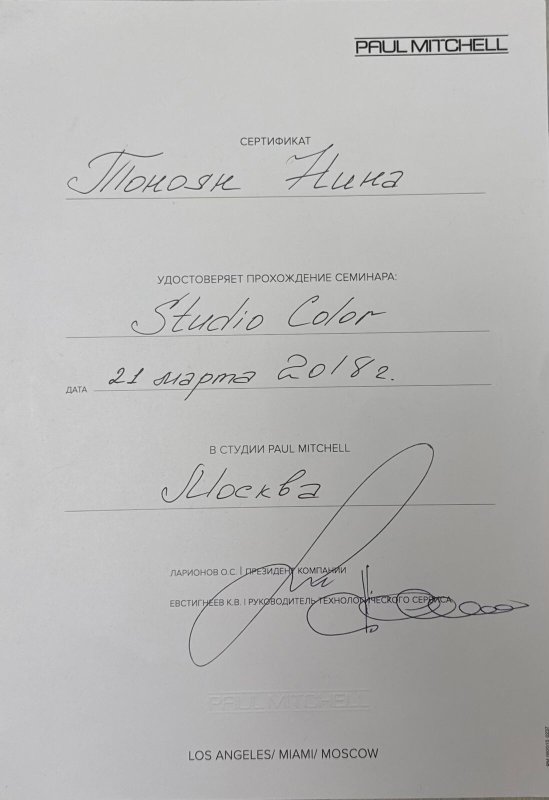 PAUL MITCHELL
СЕРТИФИКАТ
Тоноян Нина
УДОСТОВЕРЯЕТ ПРОХОЖДЕНИЕ СЕМИНАРА:
Studio Color
ДАТА 21 марта 2018 г.
В СТУДИИ PAUL MITCHELL
Москва
ЛАРИОНОВ О.С. | ПРЕЗИДЕНТ КОМПАНИИ
ЕВСТИГНЕЕВ К.В. | РУКОВОДИТЕЛЬ ТЕХНОЛОГИЧЕСКОГО СЕРВИСА
PAUL MITCHELL
LOS ANGELES/ MIAMI/ MOSCOW